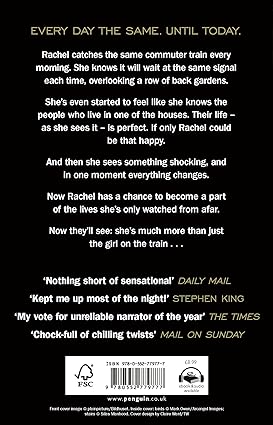 EVERY DAY THE SAME. UNTIL TODAY.
Rachel catches the same commuter train every
morning. She knows it will wait at the same signal
each time, overlooking a row of back gardens.
She's even started to feel like she knows the
people who live in one of the houses. Their life –
as she sees it – is perfect. If only Rachel could
be that happy.
And then she sees something shocking, and
in one moment everything changes.
Now Rachel has a chance to become a part
of the lives she's only watched from afar.
Now they'll see: she's much more than just
the girl on the train . . .
'Nothing short of sensational' DAILY MAIL
'Kept me up most of the night!' STEPHEN KING
'My vote for unreliable narrator of the year' THE TIMES
'Chock-full of chilling twists' MAIL ON SUNDAY
FSC
ISBN 978-0-552-77977-7
9 780552 779777
£8.99
ebook & audio
available
www.penguin.co.uk